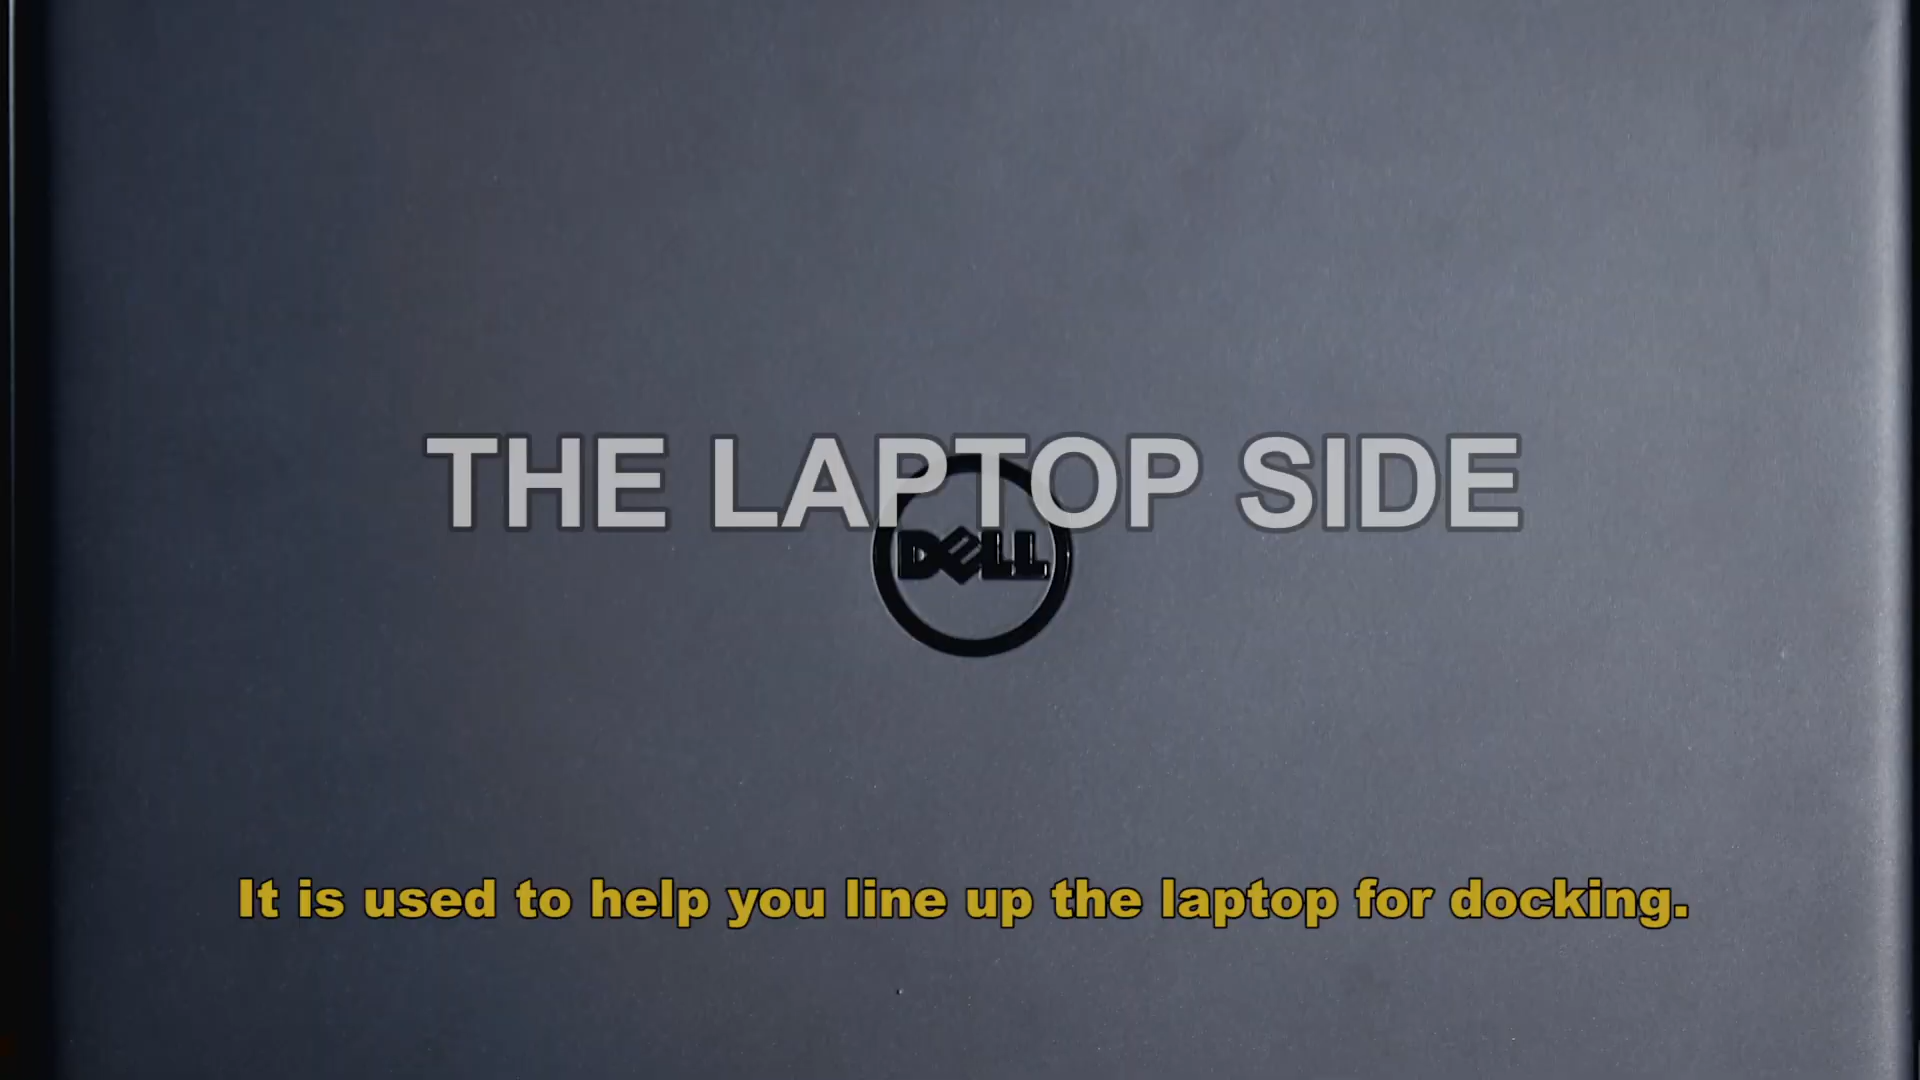 THE LAPTOP SIDE
DELL
It is used to help you line up the laptop for docking.